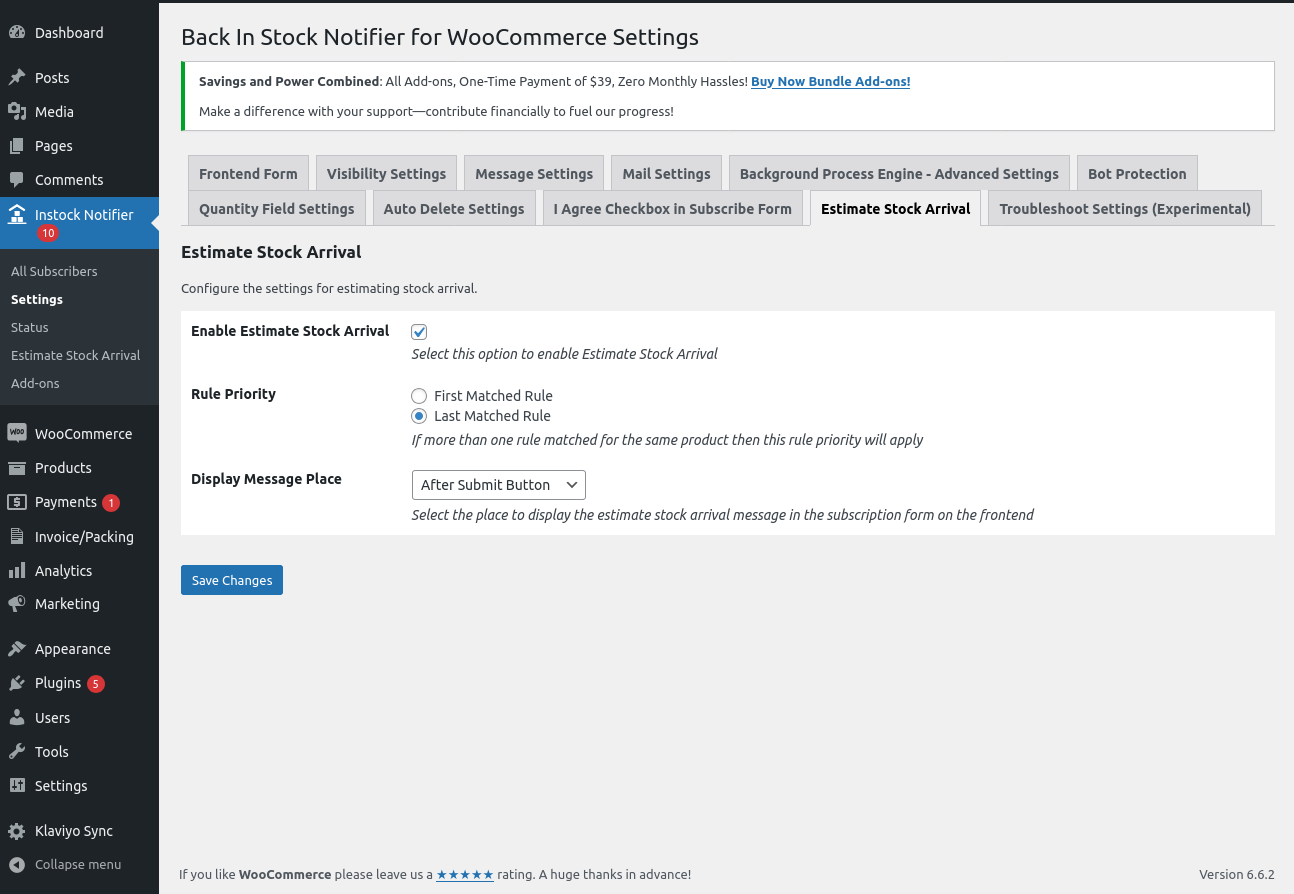 Dashboard
Posts
Media
Pages
Comments
Instock Notifier
10
All Subscribers
Settings
Status
Estimate Stock Arrival
Add-ons
Woo WooCommerce
Products
Payments 1
Invoice/Packing
Analytics
Marketing
Appearance
Plugins 5
Users
Tools
Settings
Klaviyo Sync
Collapse menu
Back In Stock Notifier for WooCommerce Settings
Savings and Power Combined: All Add-ons, One-Time Payment of $39, Zero Monthly Hassles! Buy Now Bundle Add-ons!
Make a difference with your support—contribute financially to fuel our progress!
Frontend Form Visibility Settings Message Settings Mail Settings Background Process Engine - Advanced Settings Bot Protection
Quantity Field Settings Auto Delete Settings I Agree Checkbox in Subscribe Form Estimate Stock Arrival Troubleshoot Settings (Experimental)
Estimate Stock Arrival
Configure the settings for estimating stock arrival.
Enable Estimate Stock Arrival
Select this option to enable Estimate Stock Arrival
Rule Priority
First Matched Rule
Last Matched Rule
If more than one rule matched for the same product then this rule priority will apply
Display Message Place
After Submit Button
Select the place to display the estimate stock arrival message in the subscription form on the frontend
Save Changes
If you like WooCommerce please leave us a ★★★★★ rating. A huge thanks in advance!
Version 6.6.2